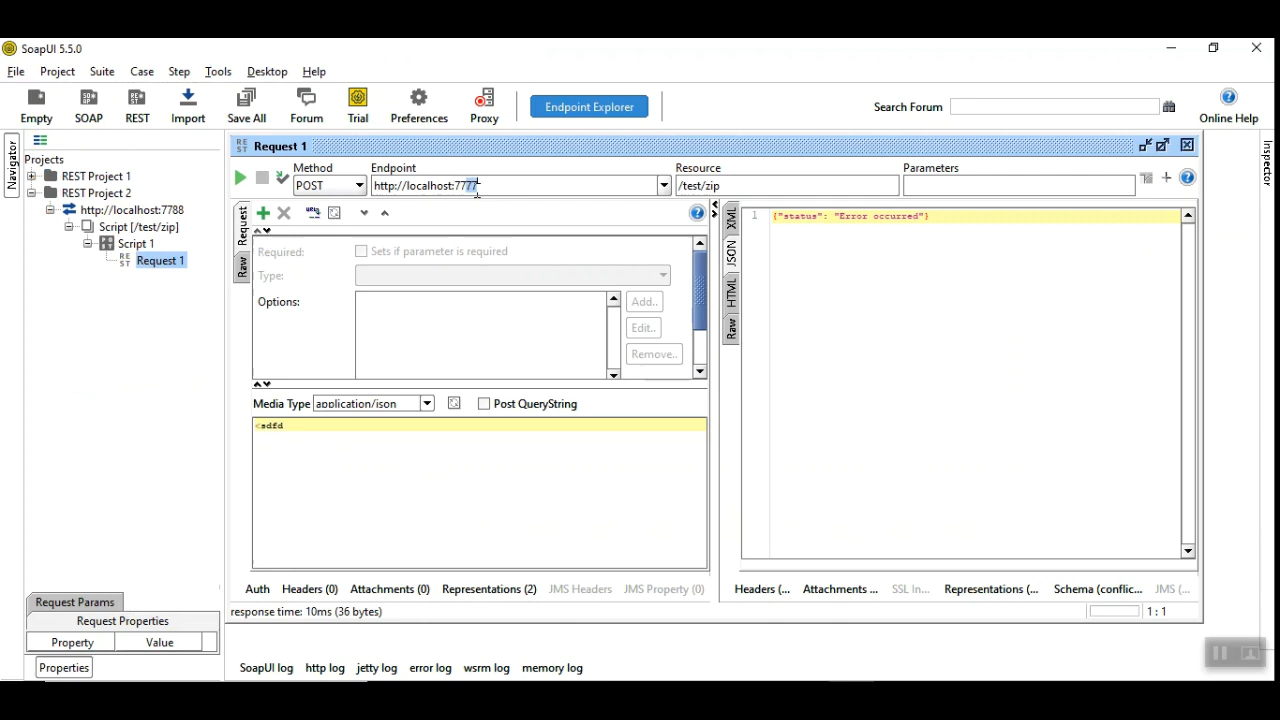 SoapUI 5.5.0
File Project Suite Case Step Tools Desktop Help
Empty SOAP REST Import Save All Forum Trial Preferences Proxy Endpoint Explorer Search Forum Online Help
Navigator
Projects
REST Project 1
REST Project 2
http://localhost:7788
Script [/test/zip]
Script 1
REST Request 1
REST Request 1
Method Endpoint Resource Parameters
POST http://localhost:7777 /test/zip
Request
Raw
Required: Sets if parameter is required
Type:
Options: Add..
Edit..
Remove..
Media Type application/json Post QueryString
<sdfd
Auth Headers (0) Attachments (0) Representations (2) JMS Headers JMS Property (0)
XML
JSON
HTML
Raw
1 {"status": "Error occurred"}
Headers (... Attachments ... SSL In... Representations (... Schema (conflic... JMS (...
response time: 10ms (36 bytes) 1 : 1
Inspector
Request Params
Request Properties
Property Value
Properties
SoapUI log http log jetty log error log wsrm log memory log